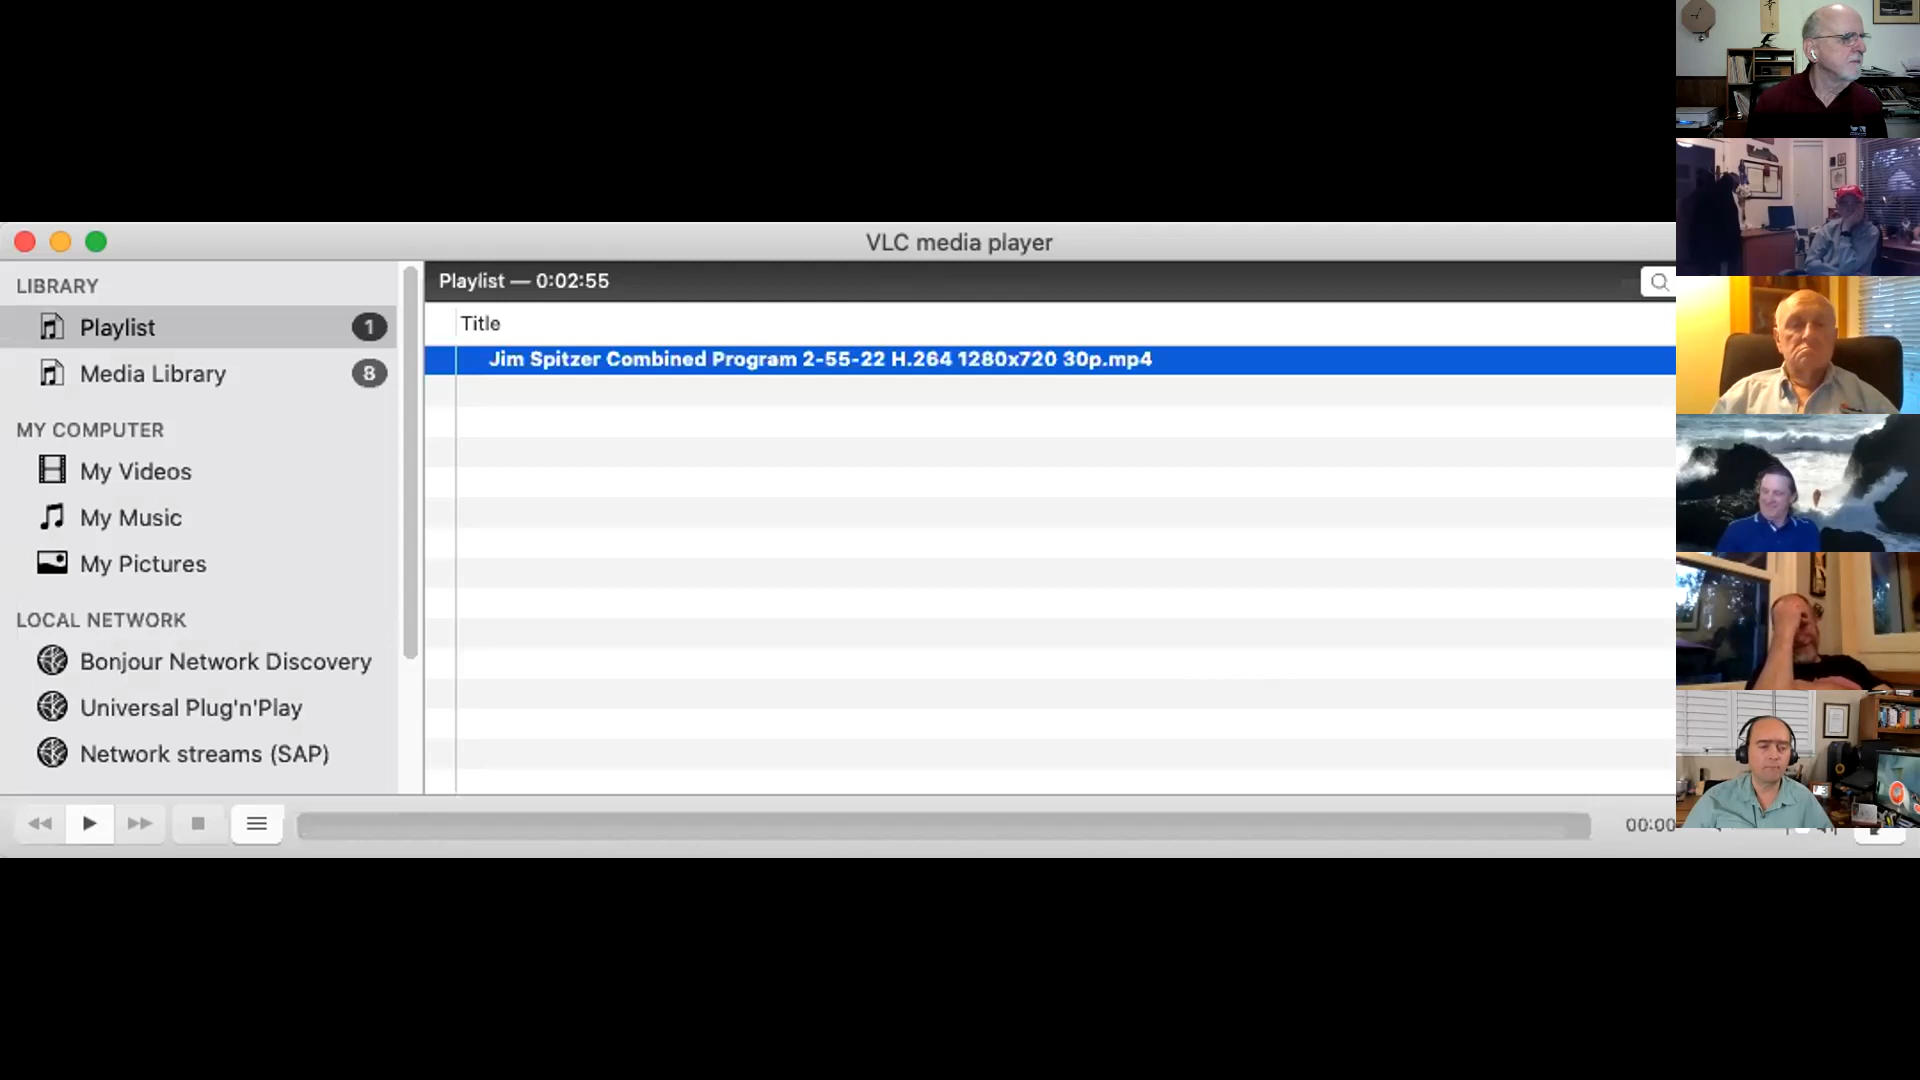 VLC media player
LIBRARY
Playlist 1
Media Library 8
MY COMPUTER
My Videos
My Music
My Pictures
LOCAL NETWORK
Bonjour Network Discovery
Universal Plug'n'Play
Network streams (SAP)
Playlist — 0:02:55
Title
Jim Spitzer Combined Program 2-55-22 H.264 1280x720 30p.mp4
00:00